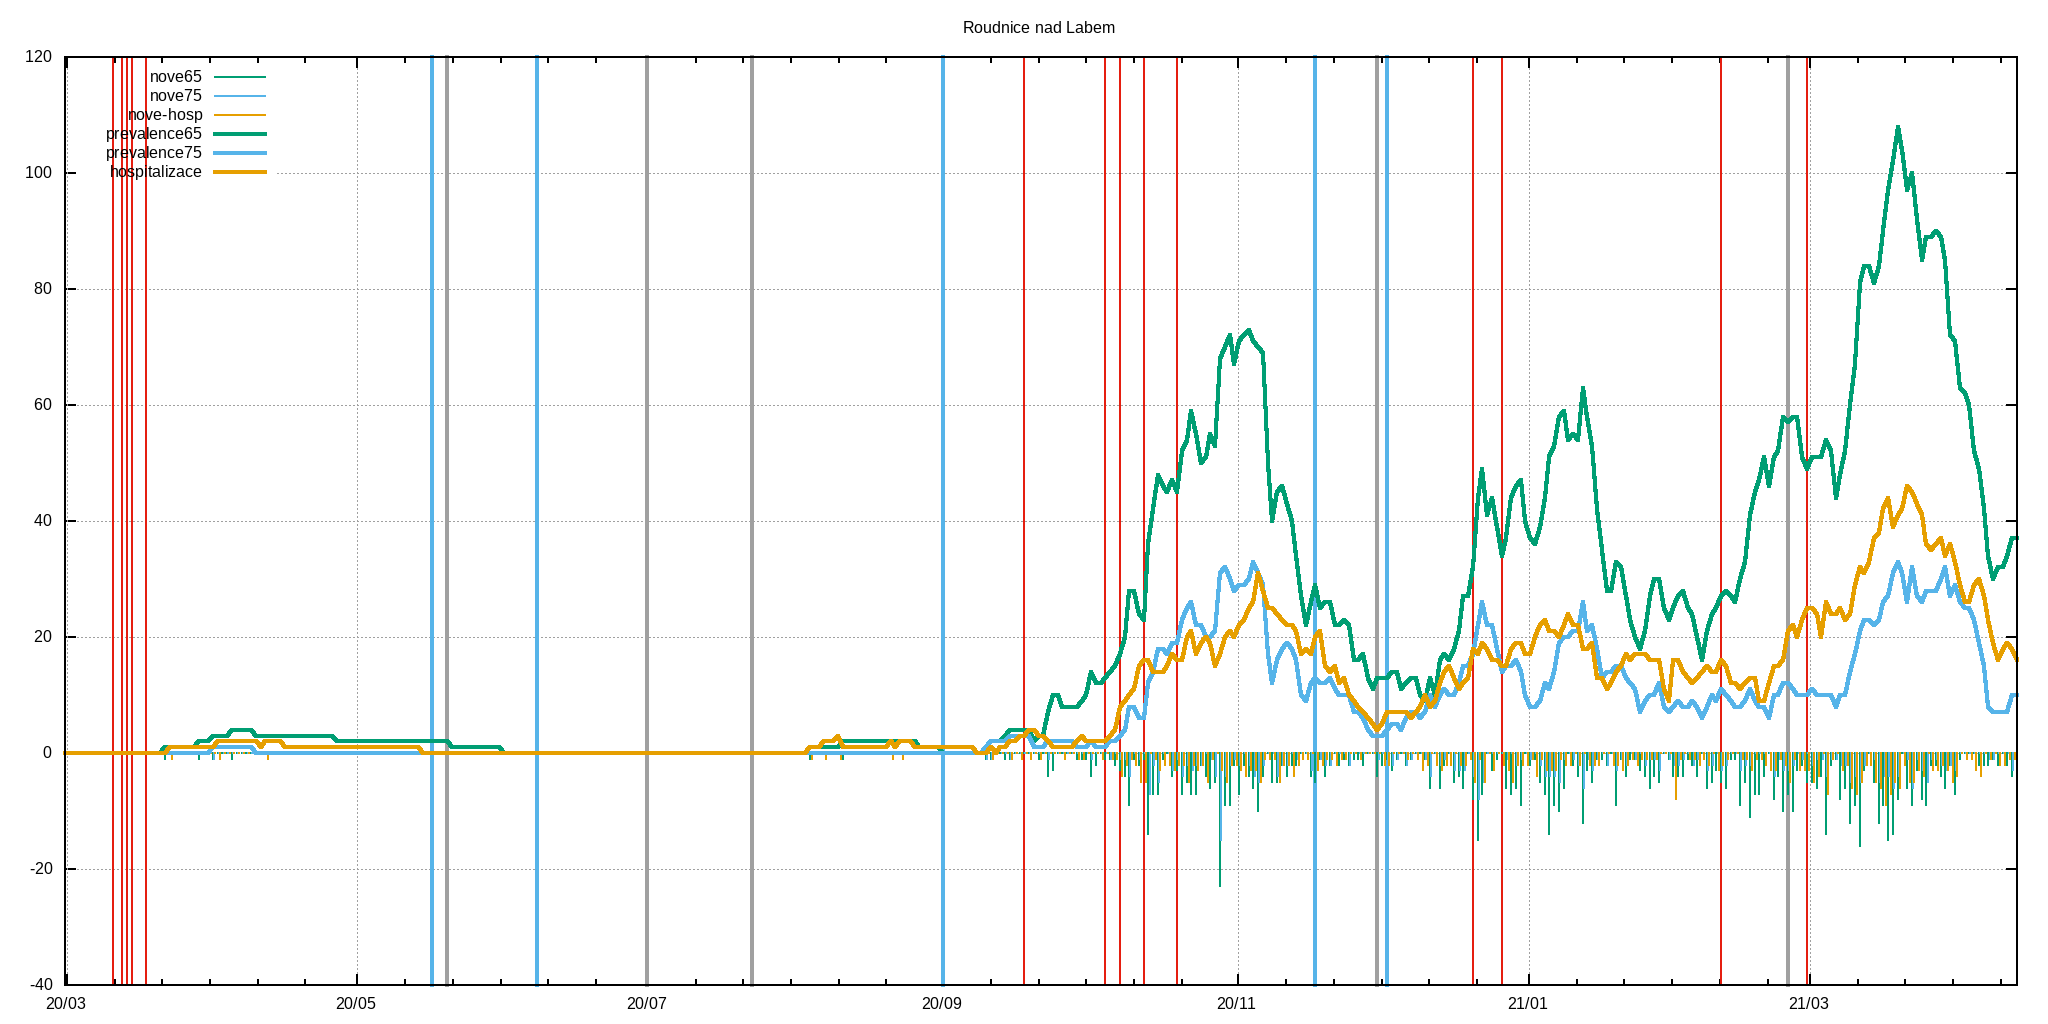 Roudnice nad Labem
120
100
80
60
40
20
0
-20
-40
nove65
nove75
nove-hosp
prevalence65
prevalence75
hospitalizace
20/03
20/05
20/07
20/09
20/11
21/01
21/03